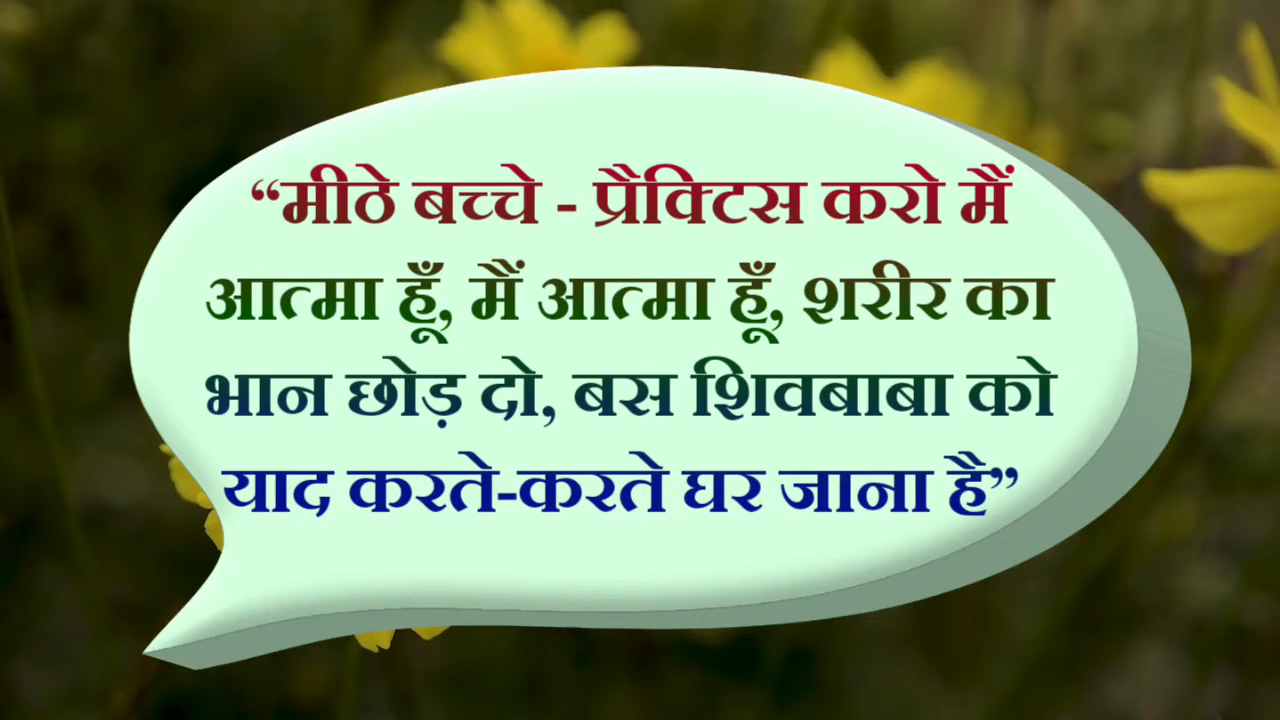 “मीठे बच्चे - प्रैक्टिस करो मैं
आत्मा हूँ, मैं आत्मा हूँ, शरीर का
भान छोड़ दो, बस शिवबाबा को
याद करते-करते घर जाना है”